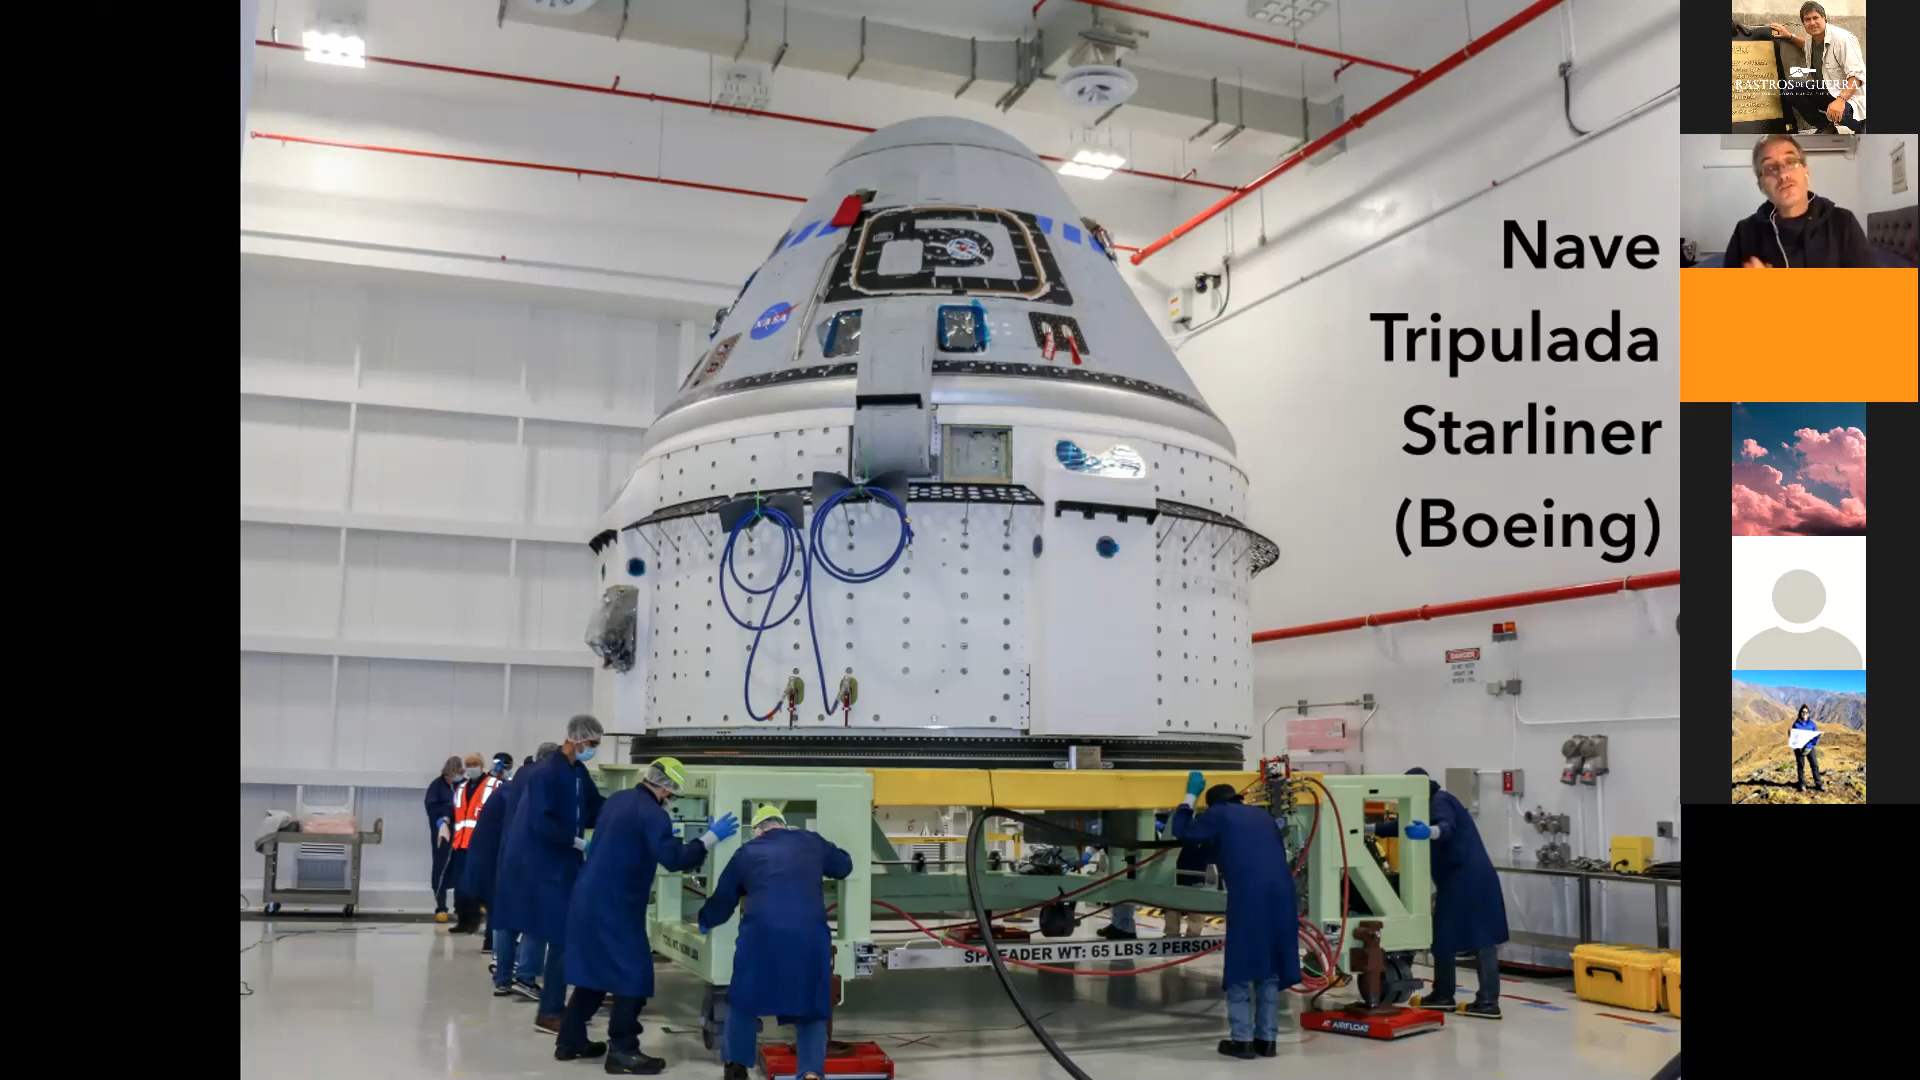 Nave
Tripulada
Starliner
(Boeing)
NASA
DANGER
SPREADER WT: 65 LBS 2 PERSON
AIRFLOAT
RASTROS DE GUERRA